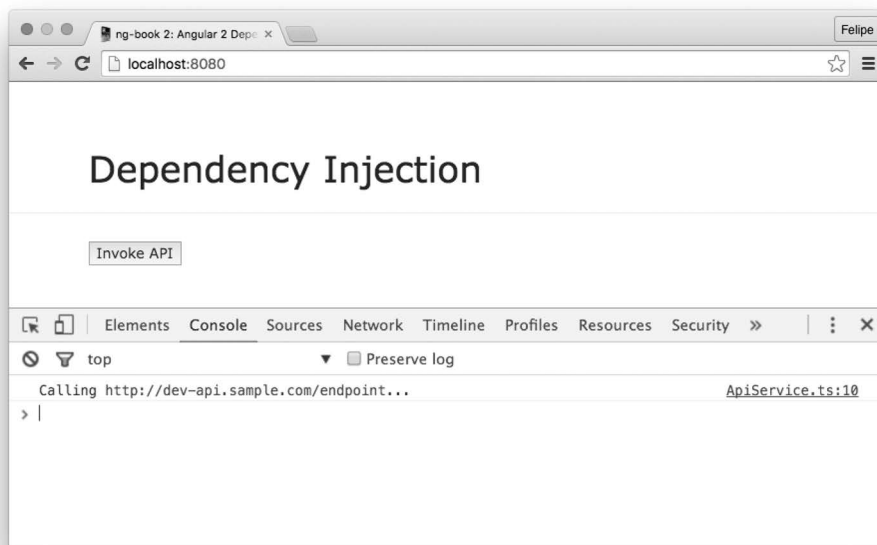 ng-book 2: Angular 2 Depe
Felipe
localhost:8080
Dependency Injection
Invoke API
Elements Console Sources Network Timeline Profiles Resources Security »
top Preserve log
Calling http://dev-api.sample.com/endpoint... ApiService.ts:10
>